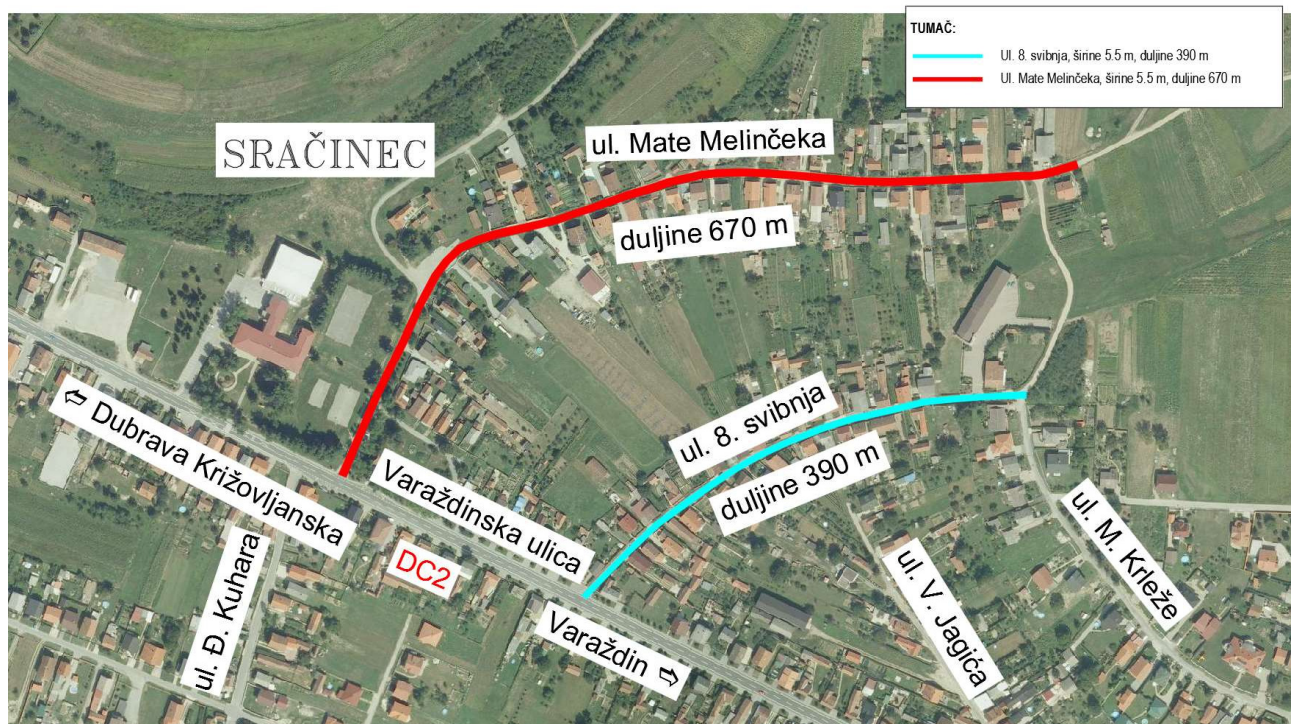 TUMAČ:
Ul. 8. svibnja, širine 5.5 m, duljine 390 m
Ul. Mate Melinčeka, širine 5.5 m, duljine 670 m
SRAČINEC
ul. Mate Melinčeka
duljine 670 m
ul. 8. svibnja
duljine 390 m
⇦ Dubrava Križovljanska
Varaždinska ulica
DC2
ul. Đ. Kuhara
Varaždin ⇨
ul. V. Jagića
ul. M. Krleže